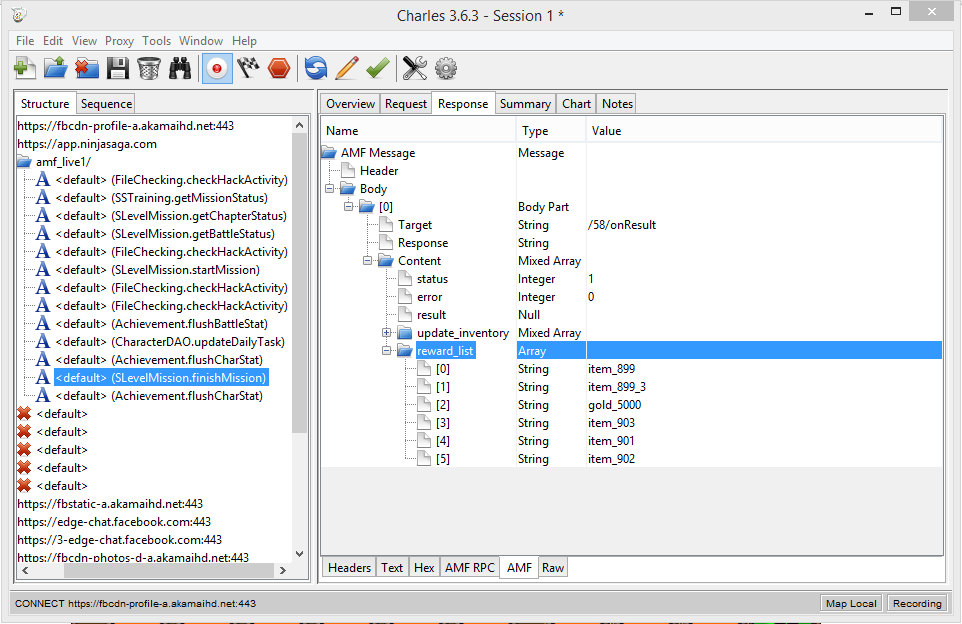 Charles 3.6.3 - Session 1 *
File Edit View Proxy Tools Window Help
Structure Sequence
https://fbcdn-profile-a.akamaihd.net:443
https://app.ninjasaga.com
amf_live1/
<default> (FileChecking.checkHackActivity)
<default> (SSTraining.getMissionStatus)
<default> (SLevelMission.getChapterStatus)
<default> (SLevelMission.getBattleStatus)
<default> (FileChecking.checkHackActivity)
<default> (SLevelMission.startMission)
<default> (FileChecking.checkHackActivity)
<default> (FileChecking.checkHackActivity)
<default> (Achievement.flushBattleStat)
<default> (CharacterDAO.updateDailyTask)
<default> (Achievement.flushCharStat)
<default> (SLevelMission.finishMission)
<default> (Achievement.flushCharStat)
<default>
<default>
<default>
<default>
<default>
https://fbstatic-a.akamaihd.net:443
https://edge-chat.facebook.com:443
https://3-edge-chat.facebook.com:443
https://fbcdn-photos-d-a.akamaihd.net:443
Overview Request Response Summary Chart Notes
Name Type Value
AMF Message Message
Header
Body
[0] Body Part
Target String /58/onResult
Response String
Content Mixed Array
status Integer 1
error Integer 0
result Null
update_inventory Mixed Array
reward_list Array
[0] String item_899
[1] String item_899_3
[2] String gold_5000
[3] String item_903
[4] String item_901
[5] String item_902
Headers Text Hex AMF RPC AMF Raw
CONNECT https://fbcdn-profile-a.akamaihd.net:443
Map Local Recording